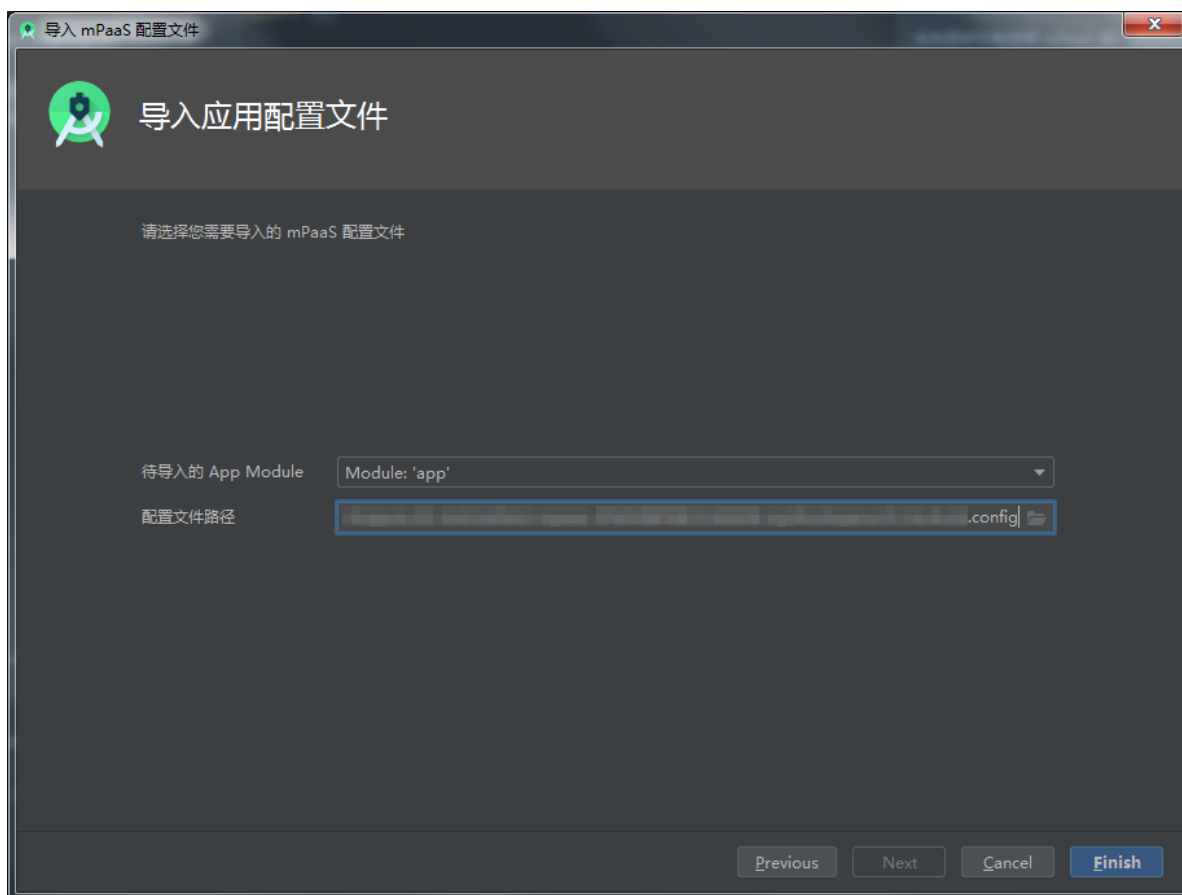 导入 mPaaS 配置文件
导入应用配置文件
请选择您需要导入的 mPaaS 配置文件
待导入的 App Module
Module: 'app'
配置文件路径
.config
Previous
Next
Cancel
Finish